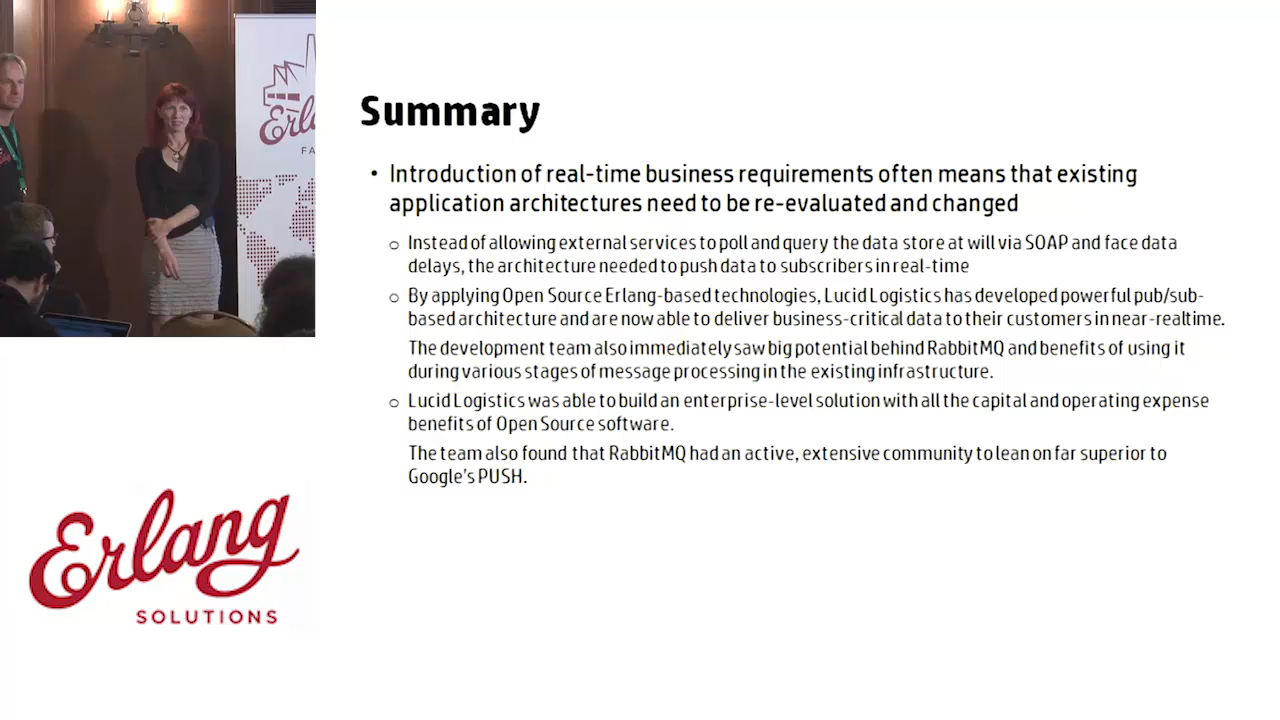 Summary
• Introduction of real-time business requirements often means that existing
application architectures need to be re-evaluated and changed
o Instead of allowing external services to poll and query the data store at will via SOAP and face data
delays, the architecture needed to push data to subscribers in real-time
o By applying Open Source Erlang-based technologies, Lucid Logistics has developed powerful pub/sub-
based architecture and are now able to deliver business-critical data to their customers in near-realtime.
The development team also immediately saw big potential behind RabbitMQ and benefits of using it
during various stages of message processing in the existing infrastructure.
o Lucid Logistics was able to build an enterprise-level solution with all the capital and operating expense
benefits of Open Source software.
The team also found that RabbitMQ had an active, extensive community to lean on far superior to
Google's PUSH.
Erla
FA
Erlang
SOLUTIONS